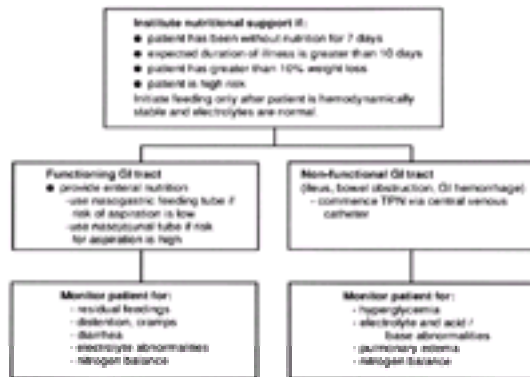 Institute nutritional support if:
● patient has been without nutrition for 7 days
● expected duration of illness is greater than 10 days
● patient has greater than 10% weight loss
● patient is high risk
Initiate feeding only after patient is hemodynamically
stable and electrolytes are normal.
Functioning GI tract
● provide enteral nutrition
-use nasogastric feeding tube if
risk of aspiration is low
-use nasojejunal tube if risk
for aspiration is high
Non-functional GI tract
(ileus, bowel obstruction, GI hemorrhage)
- commence TPN via central venous
catheter
Monitor patient for:
- residual feedings
- distention, cramps
- diarrhea
- electrolyte abnormalities
- nitrogen balance
Monitor patient for:
- hyperglycemia
- electrolyte and acid /
base abnormalities
- pulmonary edema
- nitrogen balance